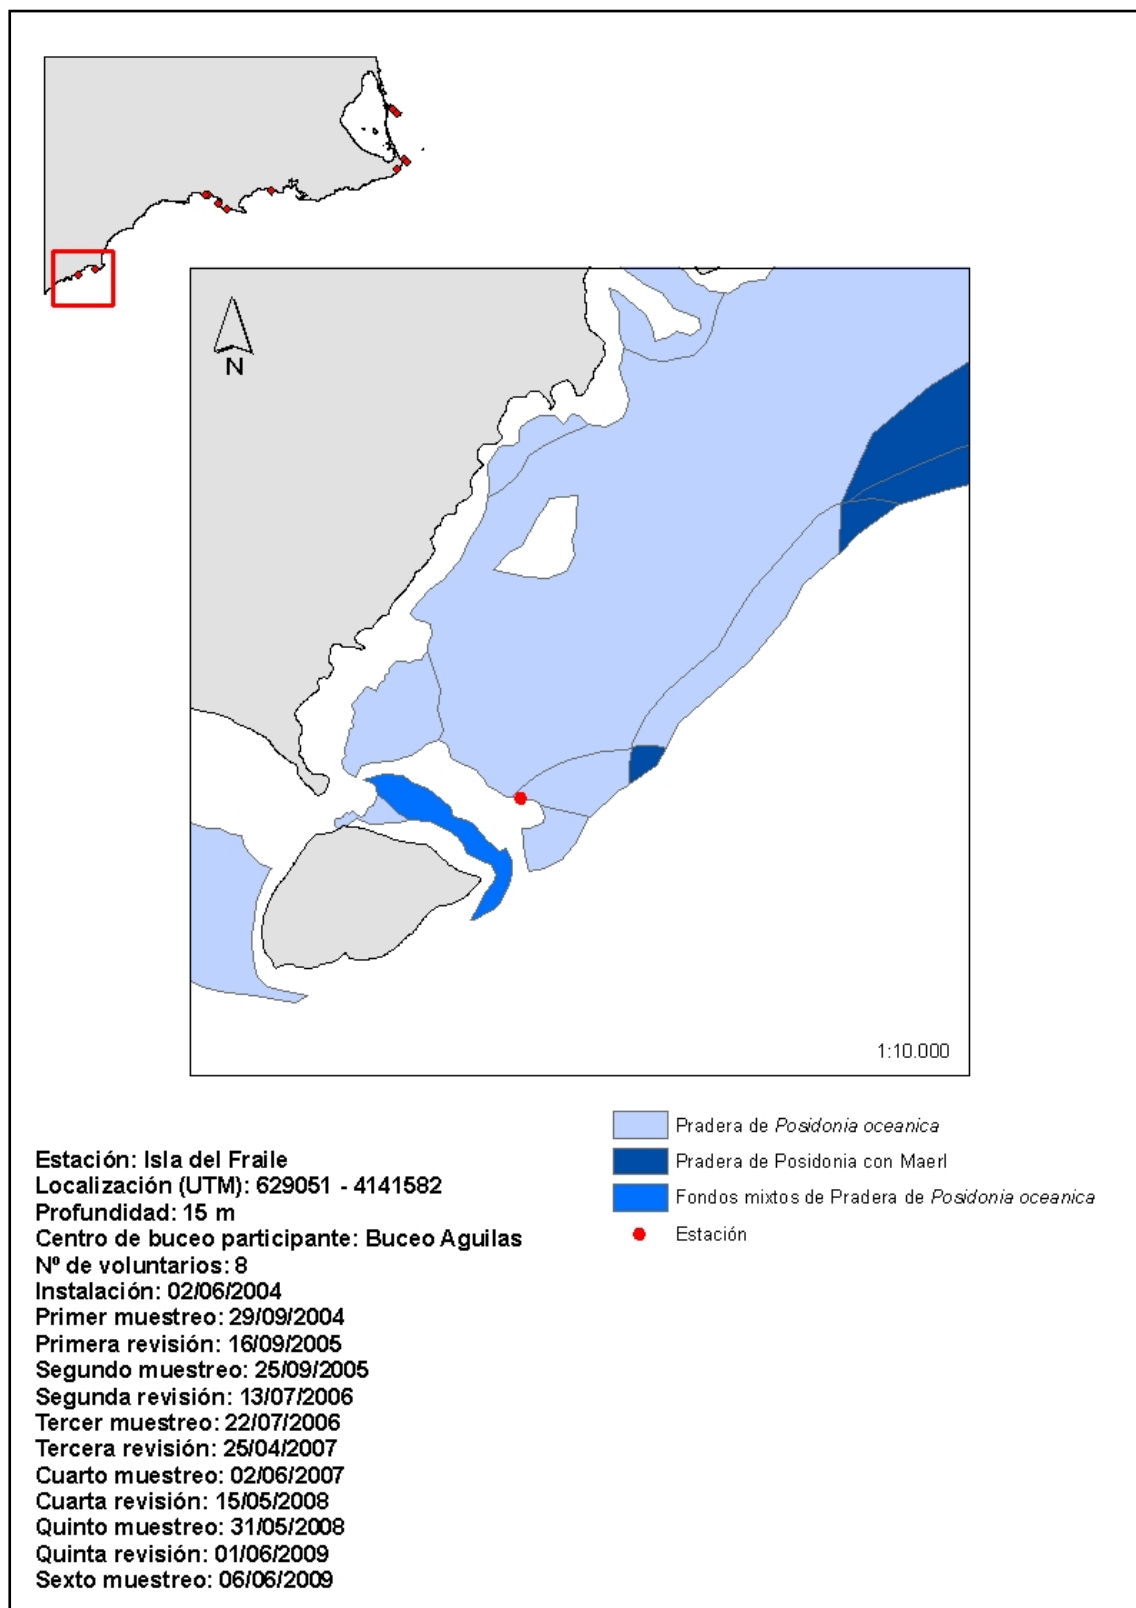 N
1:10.000
Pradera de Posidonia oceanica
Pradera de Posidonia con Maerl
Fondos mixtos de Pradera de Posidonia oceanica
Estación
Estación: Isla del Fraile
Localización (UTM): 629051 - 4141582
Profundidad: 15 m
Centro de buceo participante: Buceo Aguilas
Nº de voluntarios: 8
Instalación: 02/06/2004
Primer muestreo: 29/09/2004
Primera revisión: 16/09/2005
Segundo muestreo: 25/09/2005
Segunda revisión: 13/07/2006
Tercer muestreo: 22/07/2006
Tercera revisión: 25/04/2007
Cuarto muestreo: 02/06/2007
Cuarta revisión: 15/05/2008
Quinto muestreo: 31/05/2008
Quinta revisión: 01/06/2009
Sexto muestreo: 06/06/2009